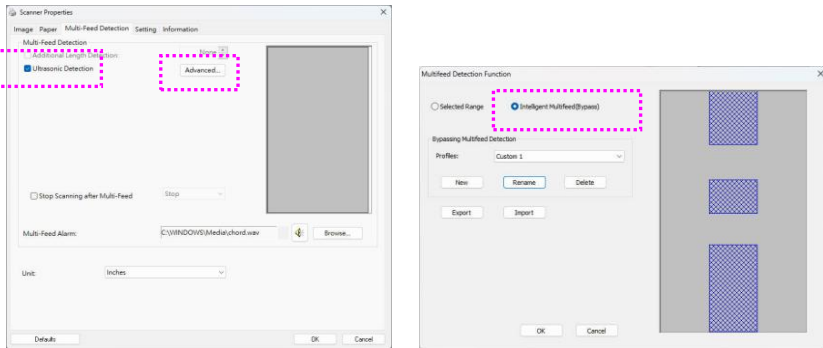 Scanner Properties
Image Paper Multi-Feed Detection Setting Information
Multi-Feed Detection
Additional Length Detection None
Ultrasonic Detection Advanced...
Stop Scanning after Multi-Feed Stop
Multi-Feed Alarm: C:\WINDOWS\Media\chord.wav Browse...
Unit: Inches
Defaults OK Cancel
Multifeed Detection Function
Selected Range Intelligent Multifeed(Bypass)
Bypassing Multifeed Detection
Profiles: Custom 1
New Rename Delete
Export Import
OK Cancel